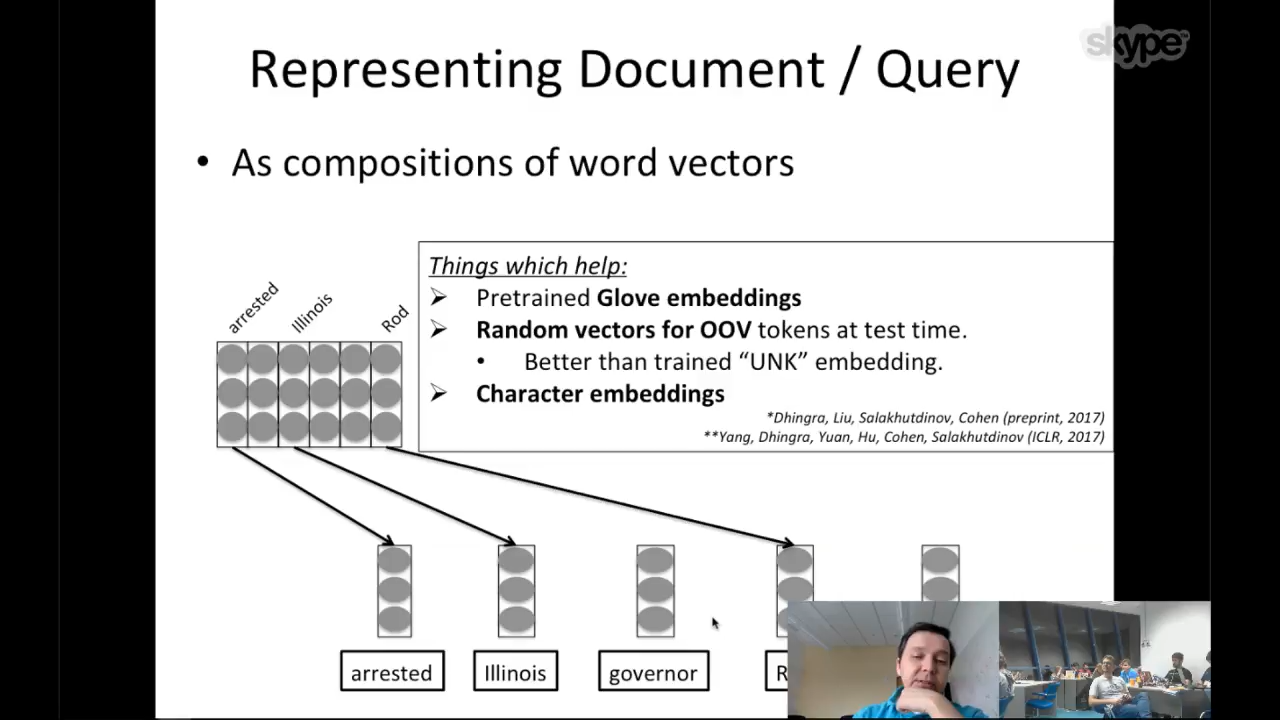 skype
Representing Document / Query
• As compositions of word vectors
Things which help:
➢ Pretrained Glove embeddings
➢ Random vectors for OOV tokens at test time.
• Better than trained “UNK” embedding.
➢ Character embeddings
*Dhingra, Liu, Salakhutdinov, Cohen (preprint, 2017)
**Yang, Dhingra, Yuan, Hu, Cohen, Salakhutdinov (ICLR, 2017)
arrested
Illinois
Rod
arrested Illinois governor